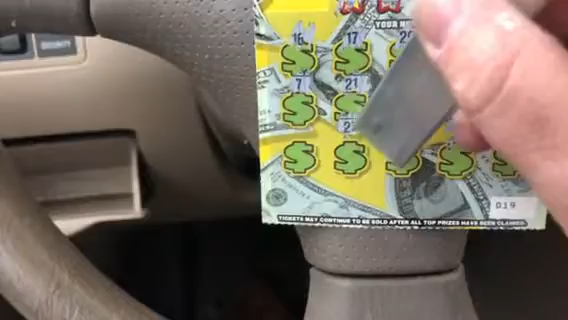 YOUR
SECURITY
16 17
7 21
019
TICKETS MAY CONTINUE TO BE SOLD AFTER ALL TOP PRIZES HAVE BEEN CLAIMED.